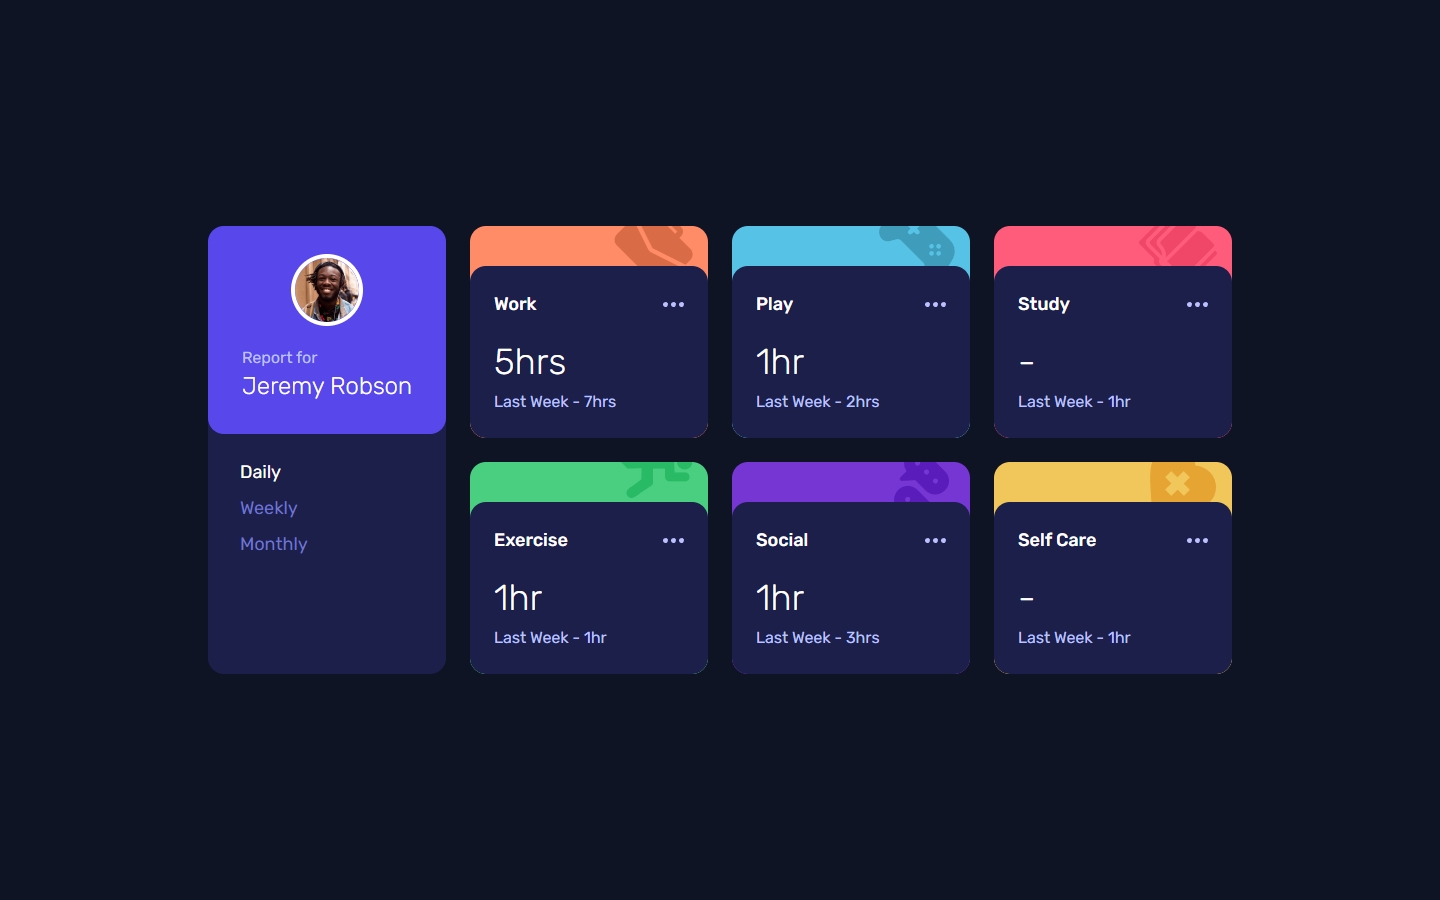 Report for
Jeremy Robson
Daily
Weekly
Monthly
Work
5hrs
Last Week - 7hrs
Play
1hr
Last Week - 2hrs
Study
-
Last Week - 1hr
Exercise
1hr
Last Week - 1hr
Social
1hr
Last Week - 3hrs
Self Care
-
Last Week - 1hr